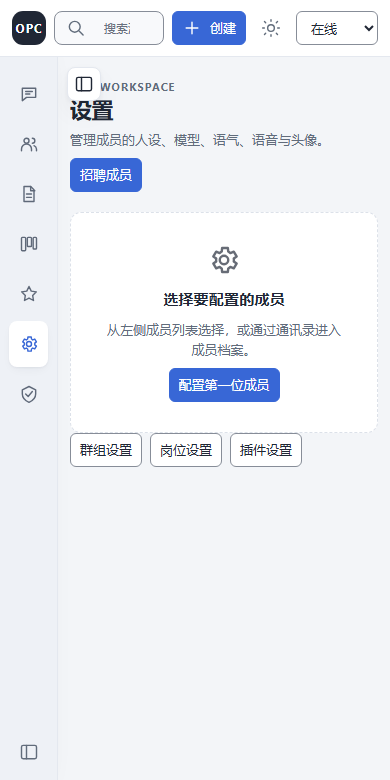 OPC
搜索
创建
在线
WORKSPACE
设置
管理成员的人设、模型、语气、语音与头像。
招聘成员
选择要配置的成员
从左侧成员列表选择，或通过通讯录进入
成员档案。
配置第一位成员
群组设置
岗位设置
插件设置